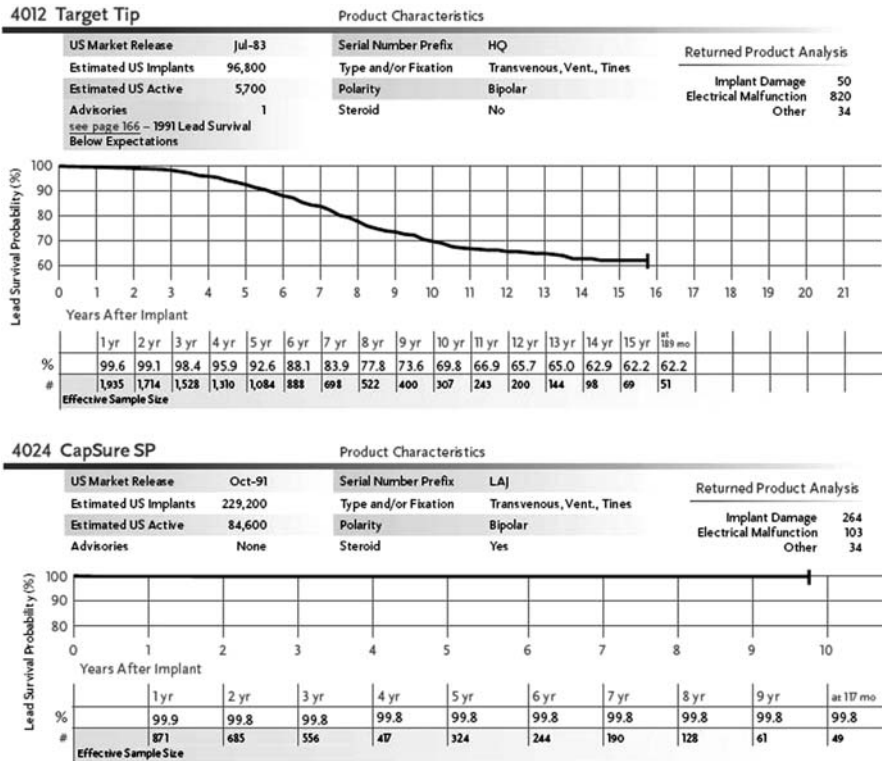 4012 Target Tip
Product Characteristics
US Market Release Jul-83
Estimated US Implants 96,800
Estimated US Active 5,700
Advisories 1
see page 166 – 1991 Lead Survival
Below Expectations
Serial Number Prefix HQ
Type and/or Fixation Transvenous, Vent., Tines
Polarity Bipolar
Steroid No
Returned Product Analysis
Implant Damage 50
Electrical Malfunction 820
Other 34
Lead Survival Probability (%)
100
90
80
70
60
0 1 2 3 4 5 6 7 8 9 10 11 12 13 14 15 16 17 18 19 20 21
Years After Implant
1 yr 2 yr 3 yr 4 yr 5 yr 6 yr 7 yr 8 yr 9 yr 10 yr 11 yr 12 yr 13 yr 14 yr 15 yr at 189 mo
% 99.6 99.1 98.4 95.9 92.6 88.1 83.9 77.8 73.6 69.8 66.9 65.7 65.0 62.9 62.2 62.2
# 1,935 1,714 1,528 1,310 1,084 888 698 522 400 307 243 200 144 98 69 51
Effective Sample Size
4024 CapSure SP
Product Characteristics
US Market Release Oct-91
Estimated US Implants 229,200
Estimated US Active 84,600
Advisories None
Serial Number Prefix LAJ
Type and/or Fixation Transvenous, Vent., Tines
Polarity Bipolar
Steroid Yes
Returned Product Analysis
Implant Damage 264
Electrical Malfunction 103
Other 34
Lead Survival Probability (%)
100
90
80
0 1 2 3 4 5 6 7 8 9 10
Years After Implant
1 yr 2 yr 3 yr 4 yr 5 yr 6 yr 7 yr 8 yr 9 yr at 117 mo
% 99.9 99.8 99.8 99.8 99.8 99.8 99.8 99.8 99.8 99.8
# 871 685 556 417 324 244 190 128 61 49
Effective Sample Size